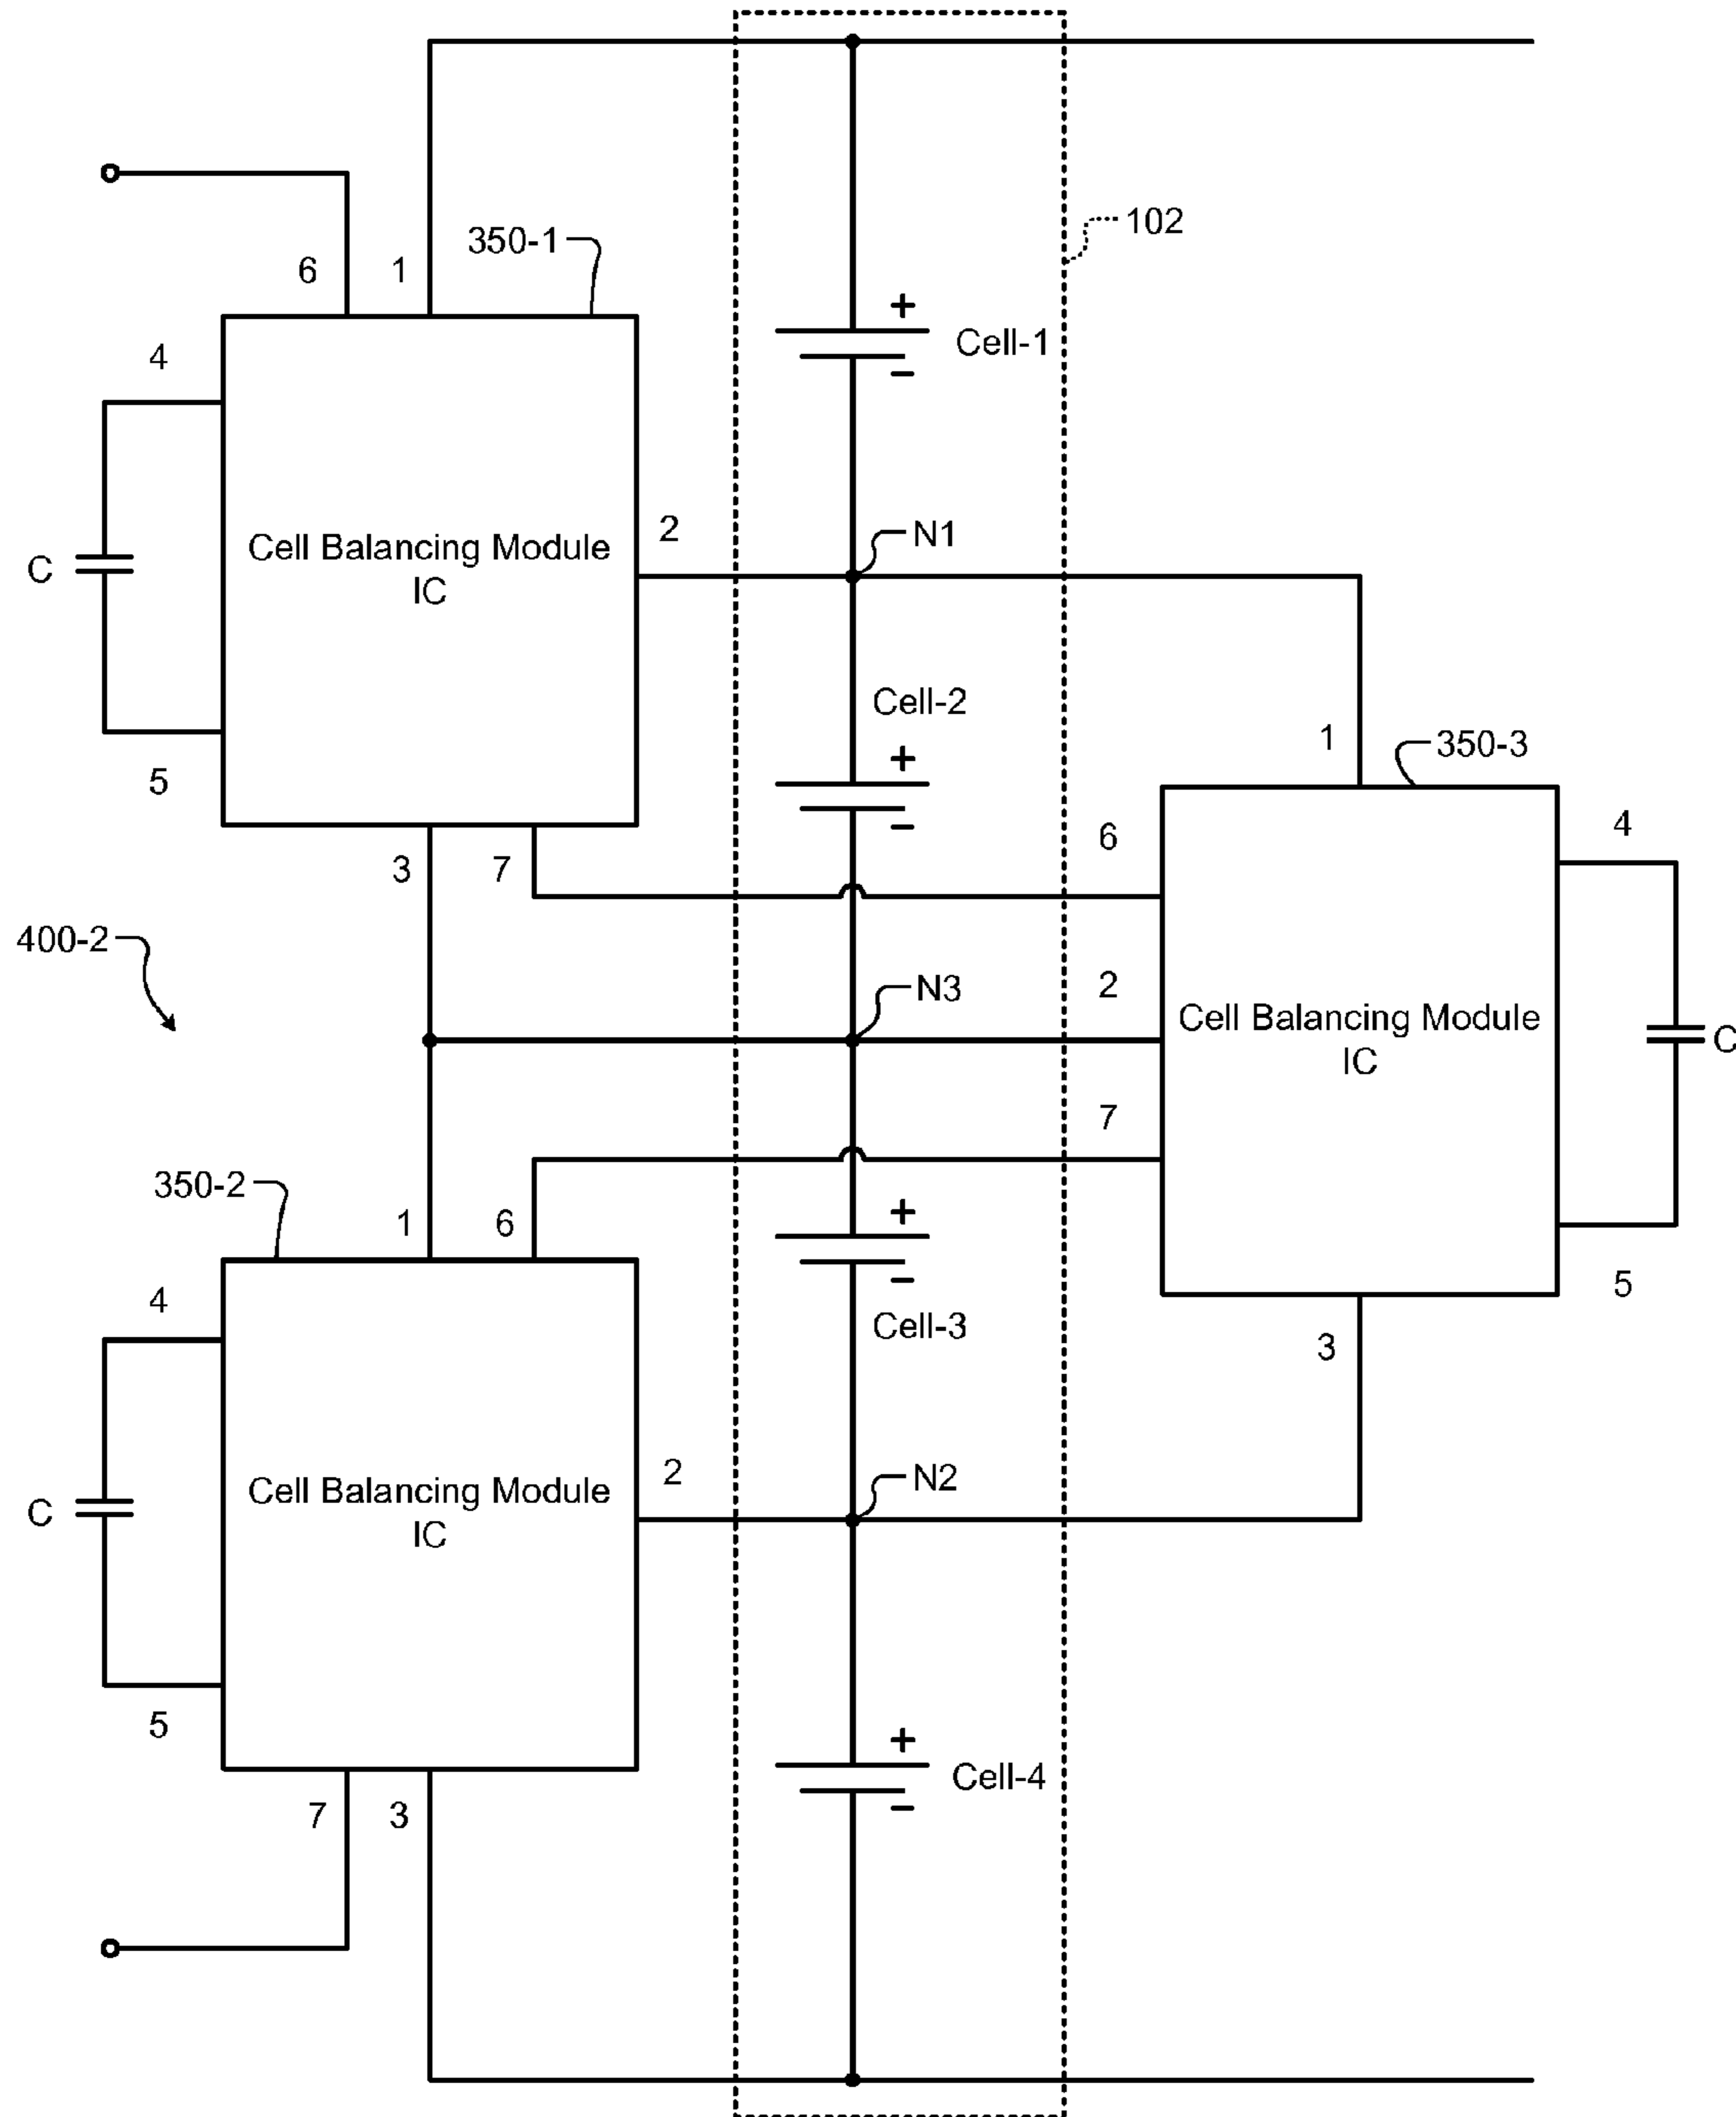 102
350-1
6
1
+
Cell-1
−
4
N1
2
Cell Balancing Module
IC
C
Cell-2
+
−
1
350-3
5
6
4
3
7
400-2
N3
2
Cell Balancing Module
IC
C
7
350-2
1
6
+
−
Cell-3
5
4
3
N2
2
Cell Balancing Module
IC
C
5
+
Cell-4
−
7
3